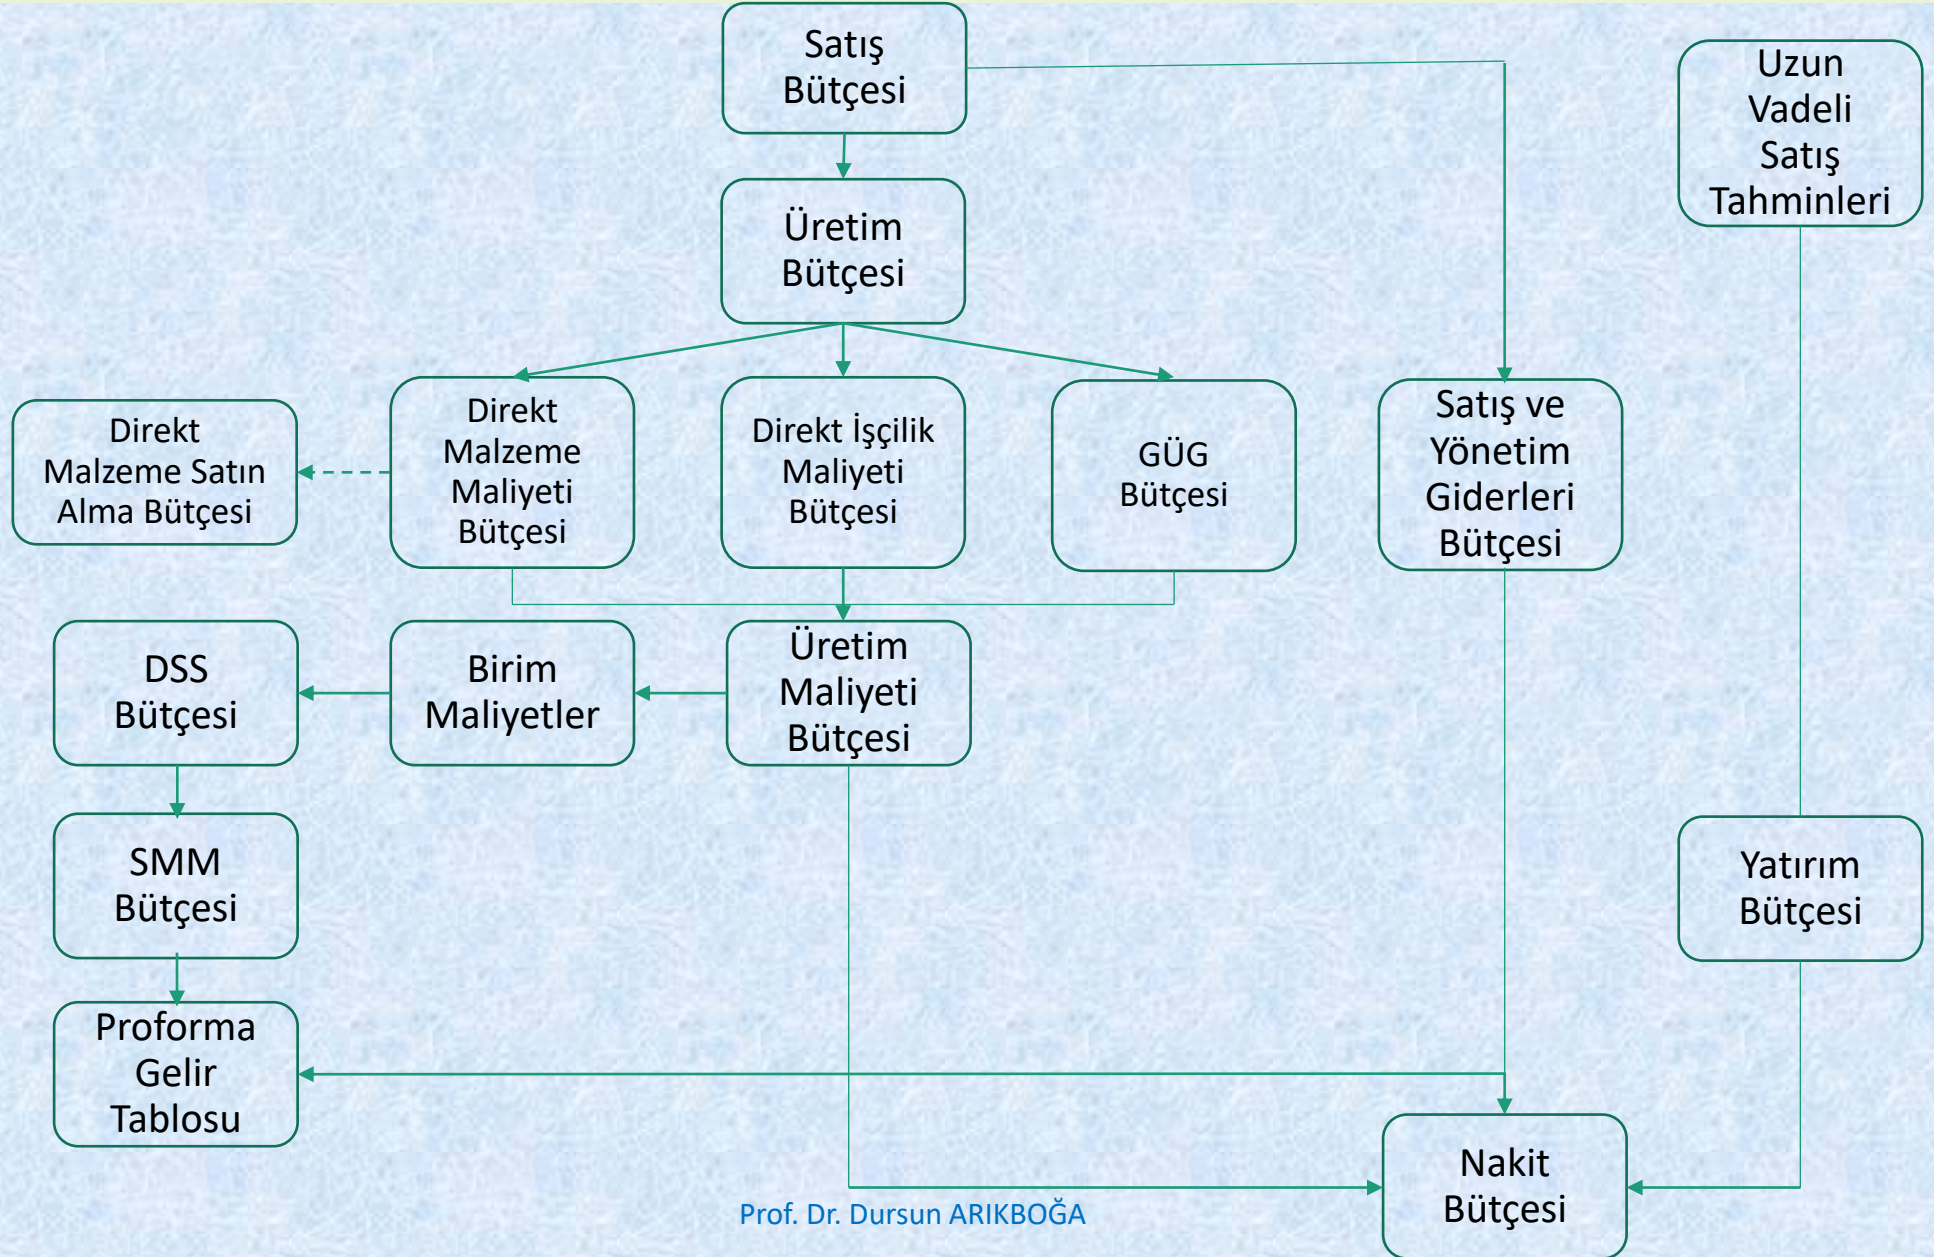 Satış
Bütçesi
Uzun
Vadeli
Satış
Tahminleri
Üretim
Bütçesi
Direkt
Malzeme Satın
Alma Bütçesi
Direkt
Malzeme
Maliyeti
Bütçesi
Direkt İşçilik
Maliyeti
Bütçesi
GÜG
Bütçesi
Satış ve
Yönetim
Giderleri
Bütçesi
DSS
Bütçesi
Birim
Maliyetler
Üretim
Maliyeti
Bütçesi
SMM
Bütçesi
Yatırım
Bütçesi
Proforma
Gelir
Tablosu
Nakit
Bütçesi
Prof. Dr. Dursun ARIKBOĞA